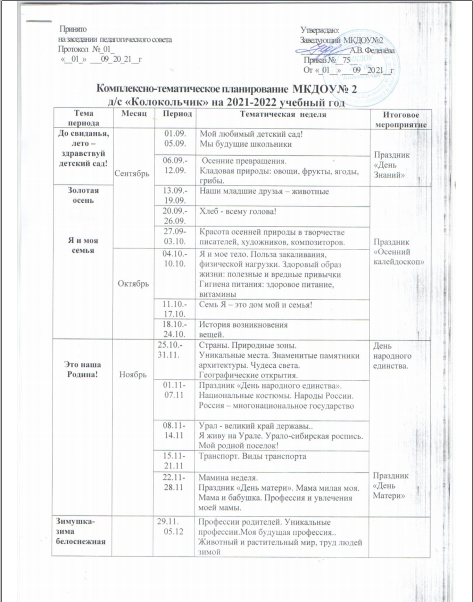 Принято
на заседании педагогического совета
Протокол №_01_
«__01_» ___09_20_21__г
Утверждаю:
Заведующий МКДОУ№2
А.В. Феденёва
Приказ №_ 75__
От «_01_» ___09__20 21__г
Комплексно-тематическое планирование МКДОУ№ 2
д/с «Колокольчик» на 2021-2022 учебный год
Тема периода
Месяц
Период
Тематическая неделя
Итоговое мероприятие
До свиданья,
лето –
здравствуй
детский сад!
Сентябрь
01.09.
05.09.
Мой любимый детский сад!
Мы будущие школьники
Праздник
«День
Знаний»
06.09.-
12.09.
Осенние превращения.
Кладовая природы: овощи, фрукты, ягоды,
грибы.
Золотая
осень
13.09.-
19.09.
Наши младшие друзья – животные
20.09.-
26.09.
Хлеб - всему голова!
Я и моя
семья
27.09-
03.10.
Красота осенней природы в творчестве
писателей, художников, композиторов.
Праздник
«Осенний
калейдоскоп»
Октябрь
04.10.-
10.10.
Я и мое тело. Польза закаливания,
физической нагрузки. Здоровый образ
жизни: полезные и вредные привычки
Гигиена питания: здоровое питание,
витамины
11.10.-
17.10.
Семь Я – это дом мой и семья!
18.10.-
24.10.
История возникновения
вещей.
Это наша
Родина!
Ноябрь
25.10.-
31.11.
Страны. Природные зоны.
Уникальные места. Знаменитые памятники
архитектуры. Чудеса света.
Географические открытия.
День
народного
единства.
01.11-
07.11
Праздник «День народного единства».
Национальные костюмы. Народы России.
Россия – многонациональное государство
08.11-
14.11
Урал - великий край державы..
Я живу на Урале. Урало-сибирская роспись.
Мой родной поселок!
15.11-
21.11
Транспорт. Виды транспорта
22.11-
28.11
Мамина неделя.
Праздник «День матери». Мама милая моя.
Мама и бабушка. Профессия и увлечения
моей мамы.
Праздник
«День
Матери»
Зимушка-
зима
белоснежная
29.11.
05.12
Профессии родителей. Уникальные
профессии.Моя будущая профессия..
Животный и растительный мир, труд людей
зимой